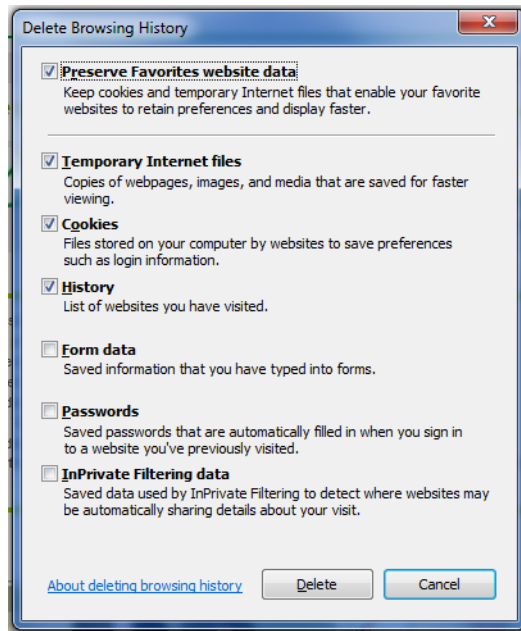 Delete Browsing History
Preserve Favorites website data
Keep cookies and temporary Internet files that enable your favorite
websites to retain preferences and display faster.
Temporary Internet files
Copies of webpages, images, and media that are saved for faster
viewing.
Cookies
Files stored on your computer by websites to save preferences
such as login information.
History
List of websites you have visited.
Form data
Saved information that you have typed into forms.
Passwords
Saved passwords that are automatically filled in when you sign in
to a website you've previously visited.
InPrivate Filtering data
Saved data used by InPrivate Filtering to detect where websites may
be automatically sharing details about your visit.
About deleting browsing history
Delete
Cancel